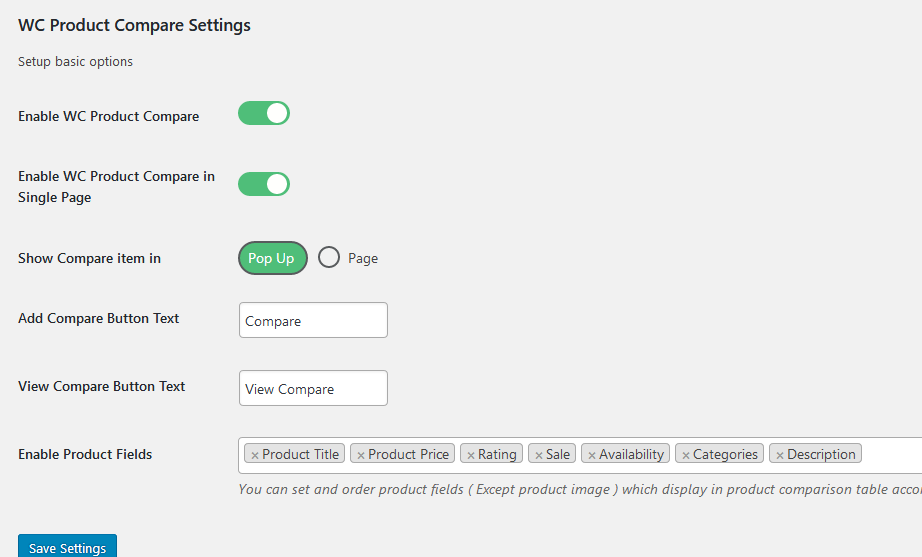 WC Product Compare Settings
Setup basic options
Enable WC Product Compare
Enable WC Product Compare in
Single Page
Show Compare item in Pop Up Page
Add Compare Button Text Compare
View Compare Button Text View Compare
Enable Product Fields × Product Title × Product Price × Rating × Sale × Availability × Categories × Description
You can set and order product fields ( Except product image ) which display in product comparison table
Save Settings